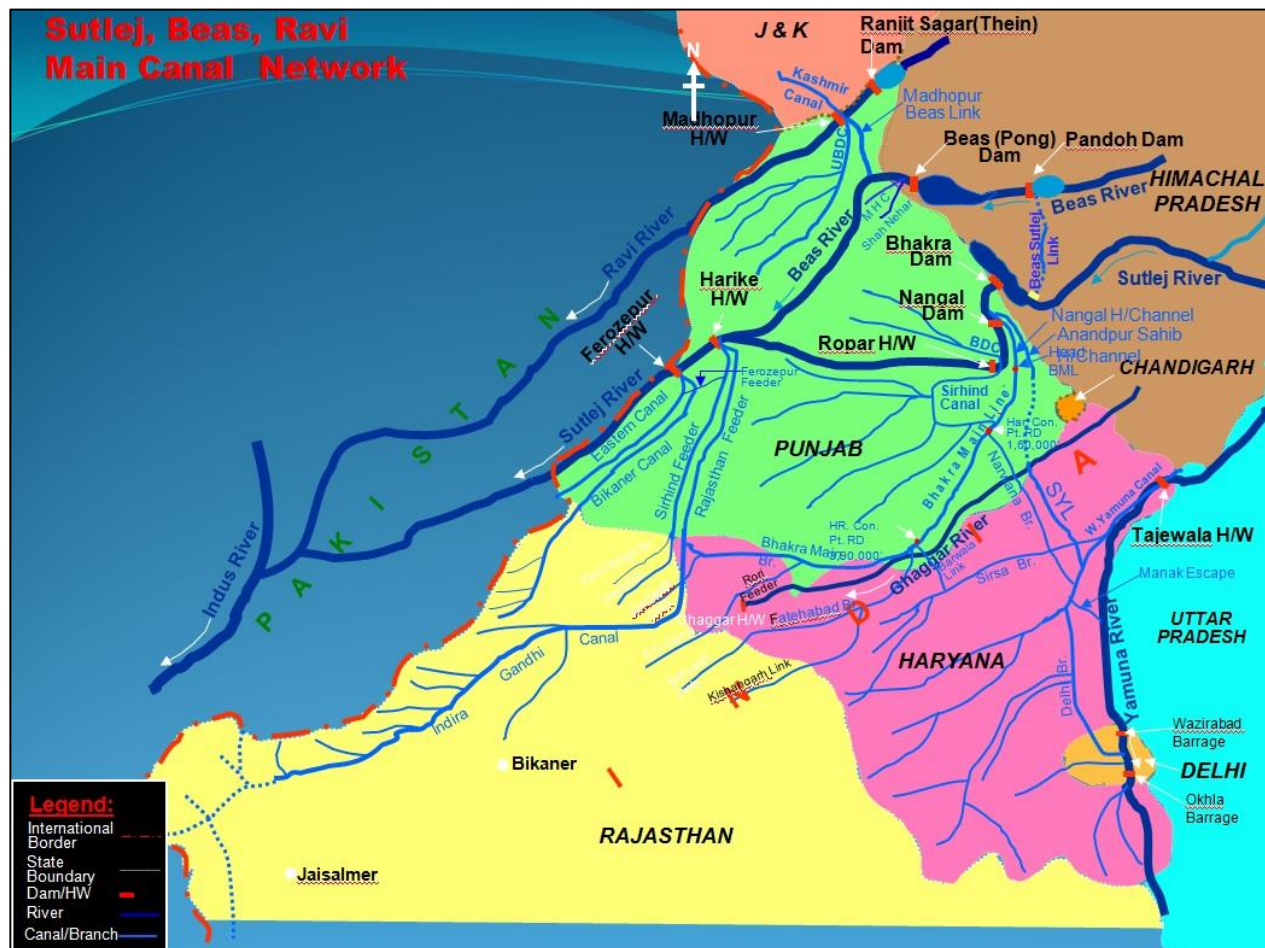 Sutlej, Beas, Ravi
Main Canal Network
J & K
Ranjit Sagar(Thein)
Dam
N
Kashmir
Canal
Madhopur
Beas Link
Madhopur
H/W
UBDC
Beas (Pong)
Dam
Pandoh Dam
HIMACHAL
PRADESH
Beas River
M H C
Shah Nehar
Beas Sutlej
Link
Ravi River
Beas River
Bhakra
Dam
Sutlej River
Harike
H/W
Nangal
Dam
Nangal H/Channel
Anandpur Sahib
H/Channel
Head
BML
Ferozepur
H/W
Ropar H/W
BDC
CHANDIGARH
Ferozepur
Feeder
Sirhind
Canal
Sutlej River
Eastern Canal
Bikaner Canal
Sirhind Feeder
Rajasthan Feeder
PUNJAB
Bhakra Main Line.
Har. Con.
Pt. RD
1,60,000'
Narwana Br.
SYL
W.Yamuna Canal
Tajewala H/W
PAKISTAN
INDIA
Indus River
HR. Con.
Pt. RD
3,90,000'
Bhakra Main
Br.
Ghaggar River
Barwala
Link
Sirsa Br.
Manak Escape
Rori
Feeder
Fatehabad Br.
Ghaggar H/W
UTTAR
PRADESH
Yamuna River
HARYANA
Canal
Gandhi
Indira
Kishangarh Link
Delhi Br.
Wazirabad
Barrage
DELHI
Okhla
Barrage
Bikaner
RAJASTHAN
Jaisalmer
Legend:
International
Border
State
Boundary
Dam/HW
River
Canal/Branch